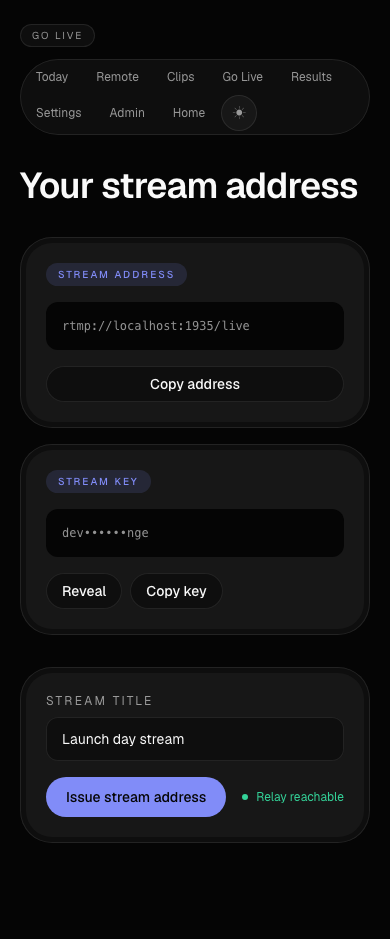 GO LIVE
Today Remote Clips Go Live Results
Settings Admin Home
Your stream address
STREAM ADDRESS
rtmp://localhost:1935/live
Copy address
STREAM KEY
dev••••••nge
Reveal Copy key
STREAM TITLE
Launch day stream
Issue stream address Relay reachable